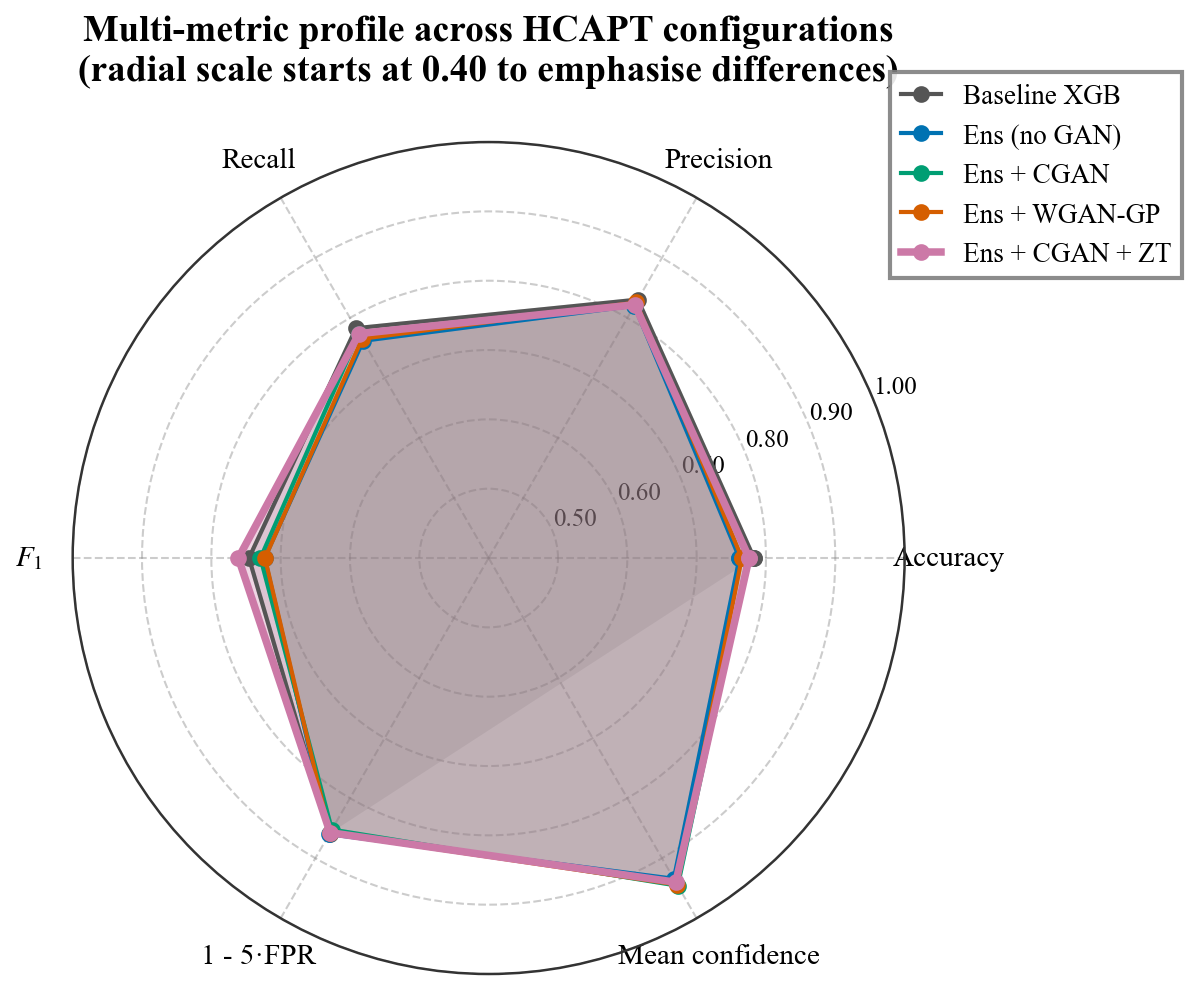 Multi-metric profile across HCAPT configurations
(radial scale starts at 0.40 to emphasise differences)
Baseline XGB
Ens (no GAN)
Ens + CGAN
Ens + WGAN-GP
Ens + CGAN + ZT
Recall
Precision
1.00
0.90
0.80
0.60
0.50
F1
Accuracy
1 - 5·FPR
Mean confidence